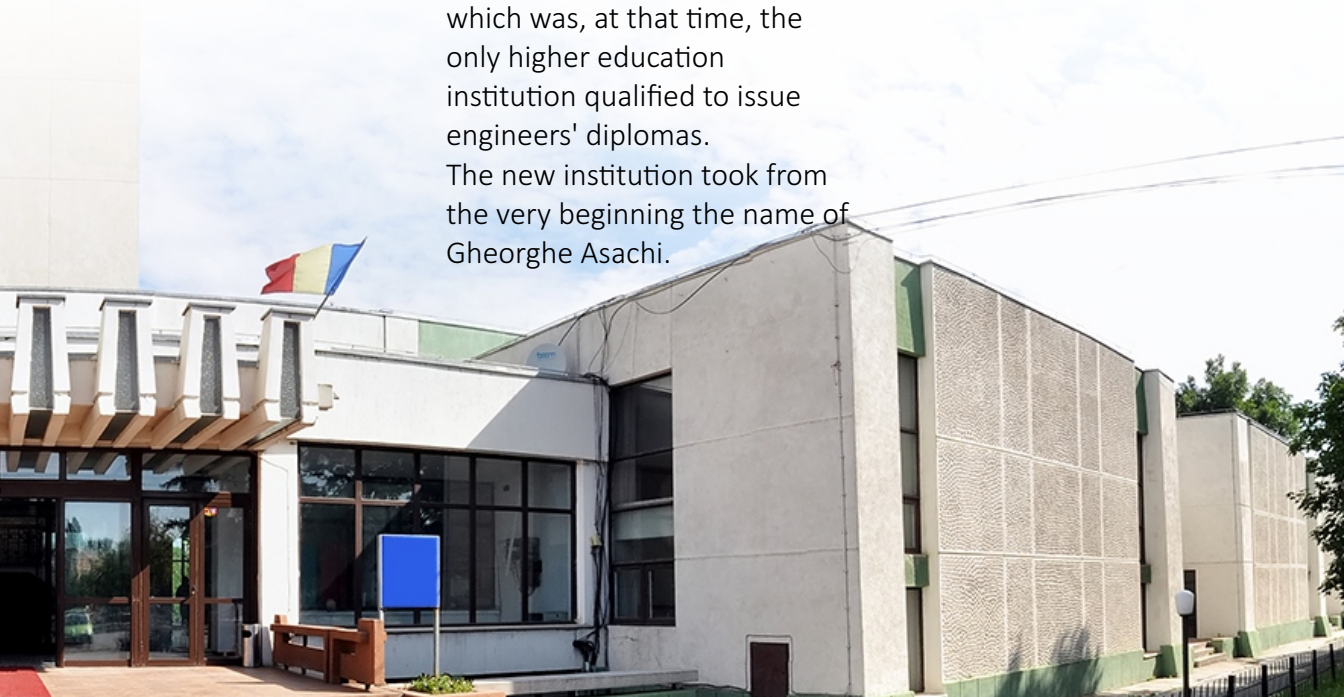 which was, at that time, the
only higher education
institution qualified to issue
engineers' diplomas.
The new institution took from
the very beginning the name of
Gheorghe Asachi.